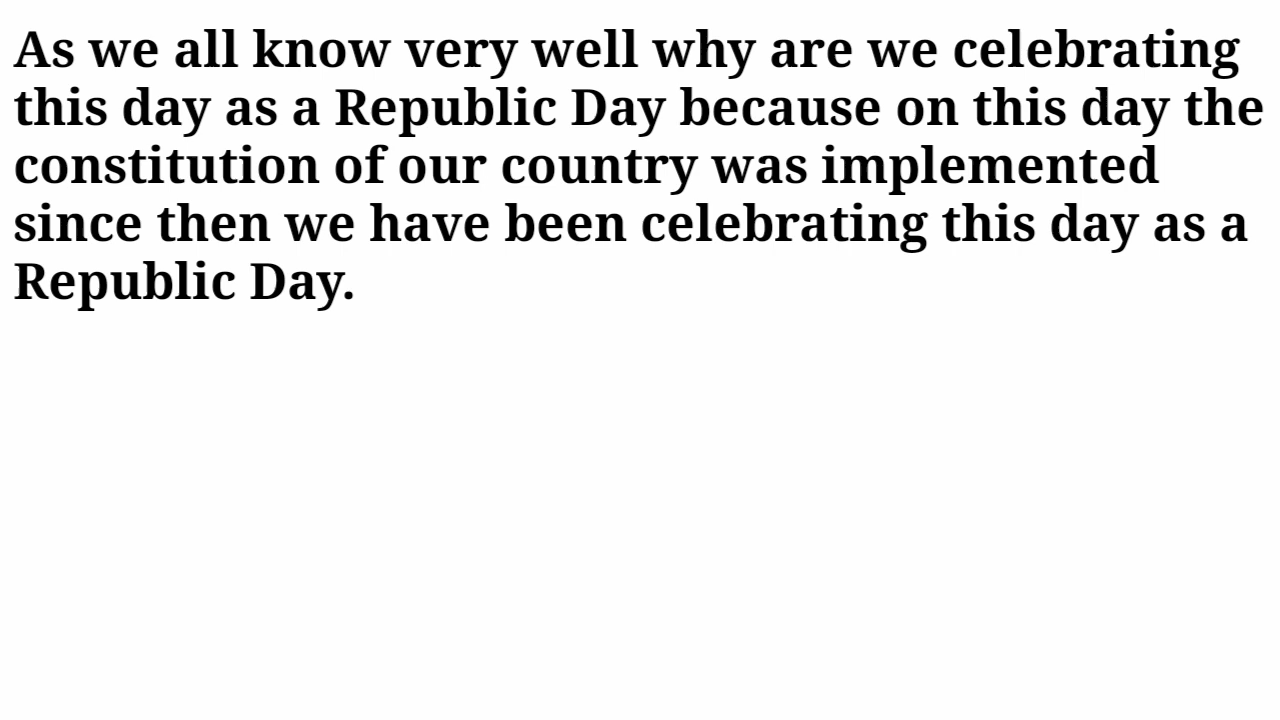 As we all know very well why are we celebrating
this day as a Republic Day because on this day the
constitution of our country was implemented
since then we have been celebrating this day as a
Republic Day.